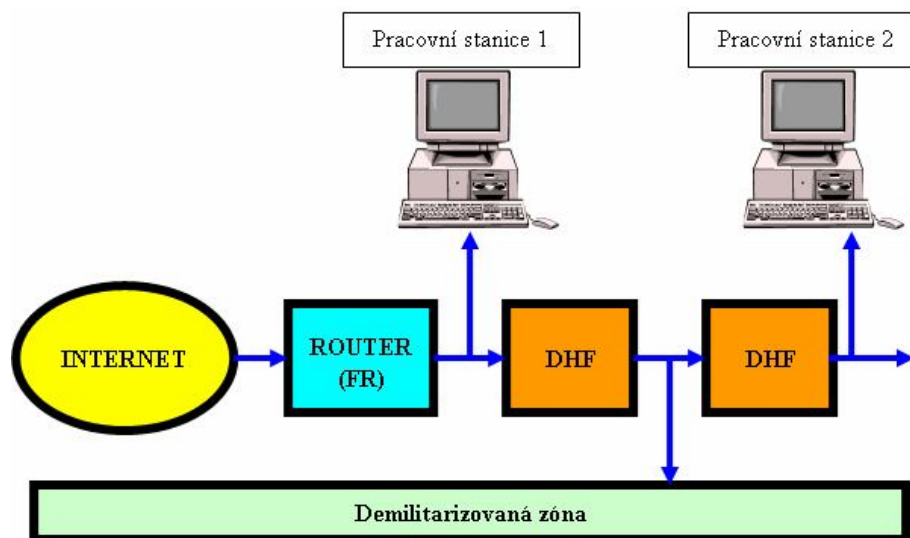 Pracovní stanice 1
Pracovní stanice 2
INTERNET
ROUTER
(FR)
DHF
DHF
Demilitarizovaná zóna